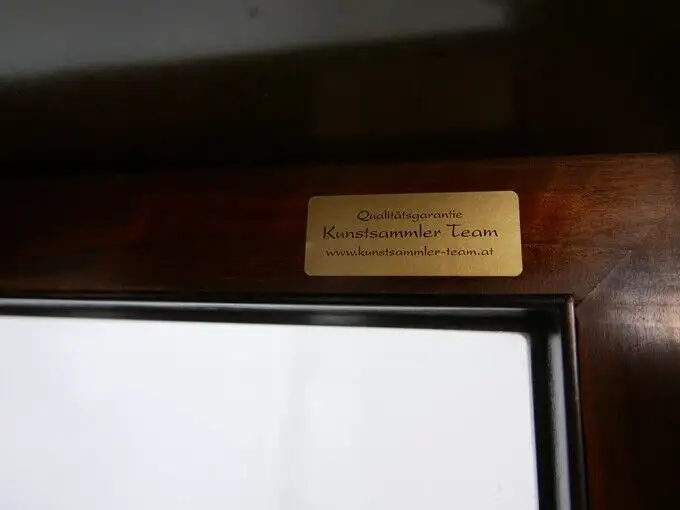 Qualitätsgarantie
Kunstsammler Team
www.kunstsammler-team.at